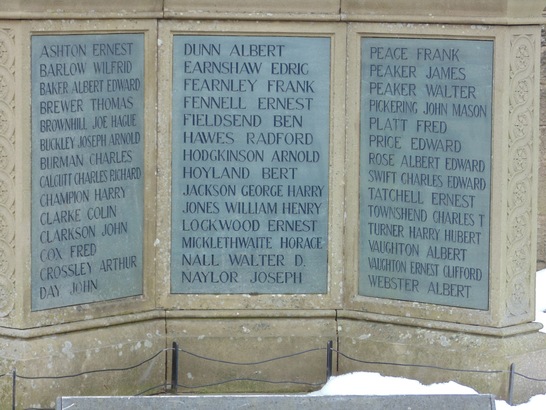 ASHTON ERNEST
BARLOW WILFRID
BAKER ALBERT EDWARD
BREWER THOMAS
BROWNHILL JOE HAGUE
BUCKLEY JOSEPH ARNOLD
BURMAN CHARLES
CALCUTT CHARLES RICHARD
CHAMPION HARRY
CLARKE COLIN
CLARKSON JOHN
COX FRED
CROSSLEY ARTHUR
DAY JOHN
DUNN ALBERT
EARNSHAW EDRIG
FEARNLEY FRANK
FENNELL ERNEST
FIELDSEND BEN
HAWES RADFORD
HODGKINSON ARNOLD
HOYLAND BERT
JACKSON GEORGE HARRY
JONES WILLIAM HENRY
LOCKWOOD ERNEST
MICKLETHWAITE HORACE
NALL WALTER D.
NAYLOR JOSEPH
PEACE FRANK
PEAKER JAMES
PEAKER WALTER
PICKERING JOHN MASON
PLATT FRED
PRICE EDWARD
ROSE ALBERT EDWARD
SWIFT CHARLES EDWARD
TATCHELL ERNEST
TOWNSHEND CHARLES T
TURNER HARRY HUBERT
VAUGHTON ALBERT
VAUGHTON ERNEST CLIFFORD
WEBSTER ALBERT